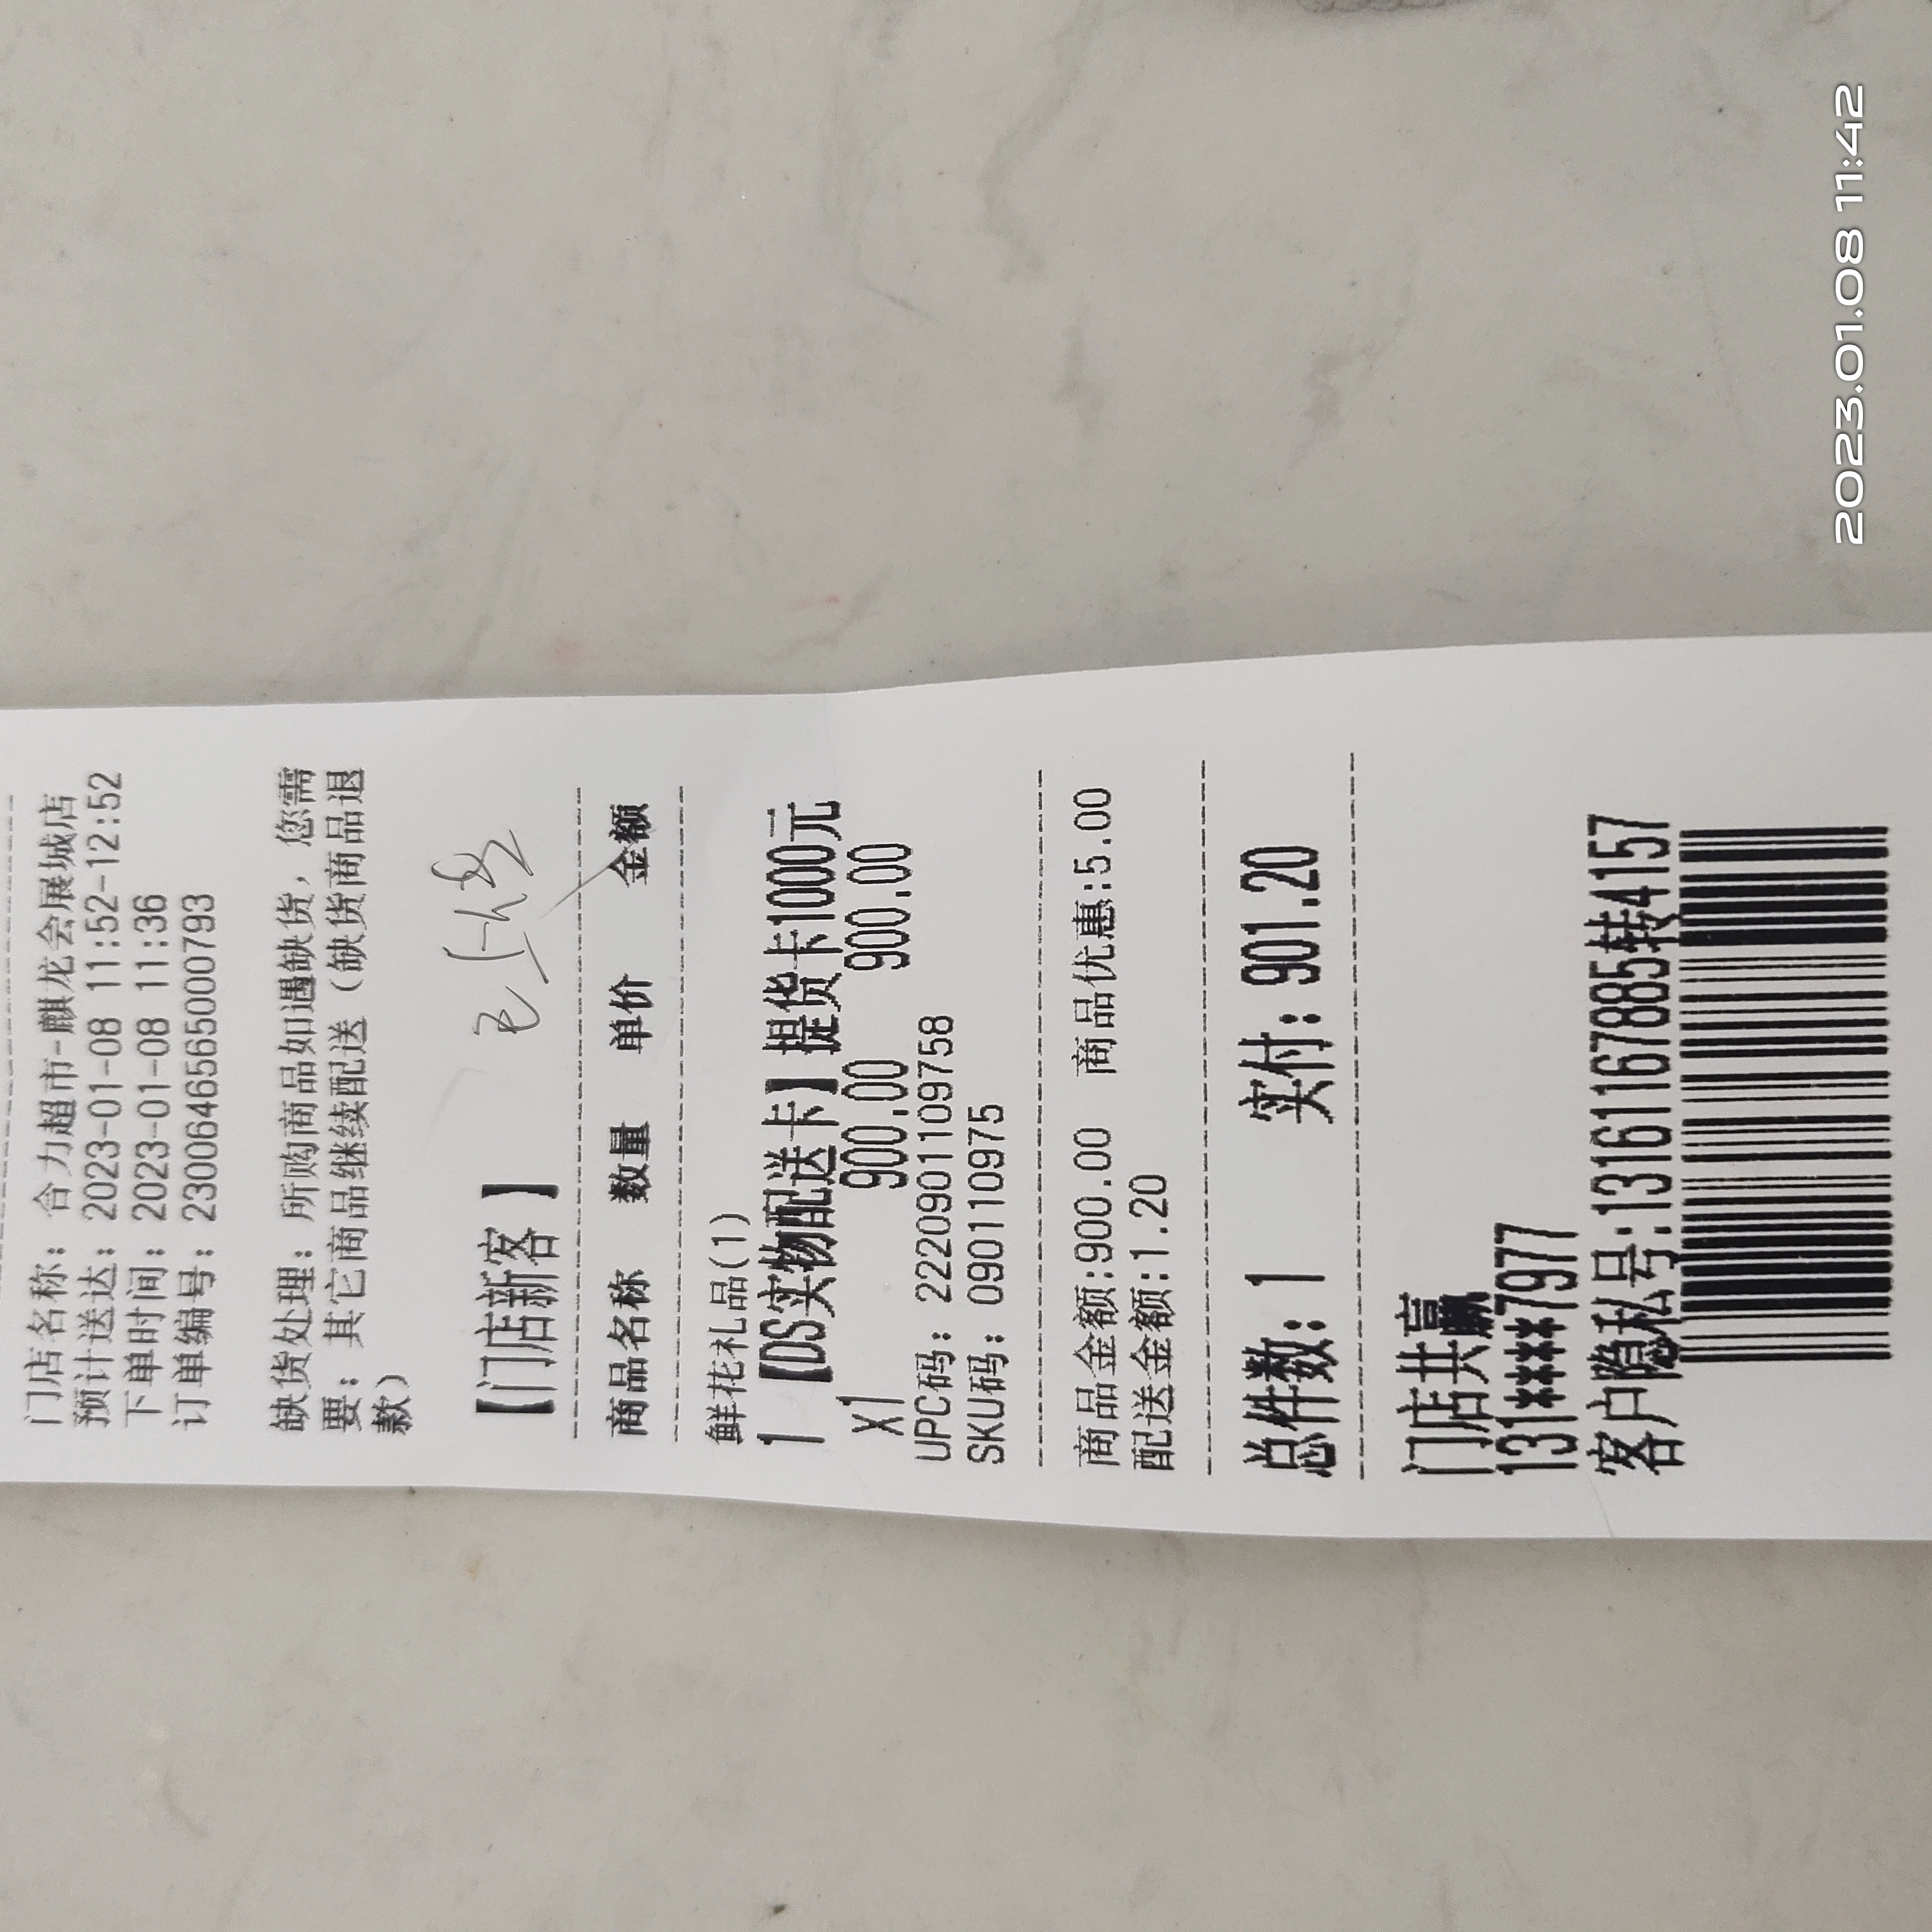 门店名称: 合力超市-麒龙会展城店
预计送达: 2023-01-08 11:52-12:52
下单时间: 2023-01-08 11:36
订单编号: 2300646565000793
缺货处理: 所购商品如遇缺货, 您需
要: 其它商品继续配送 (缺货商品退
款)
【门店新客】
商品名称 数量 单价 金额
鲜花礼品(1)
1【DS实物配送卡】提货卡1000元
x1 900.00 900.00
UPC码: 2220901109758
SKU码: 090110975
商品金额:900.00 商品优惠:5.00
配送金额:1.20
总件数: 1 实付: 901.20
门店共赢
131****7977
客户隐私号:13161167885转4157
2023.01.08 11:42